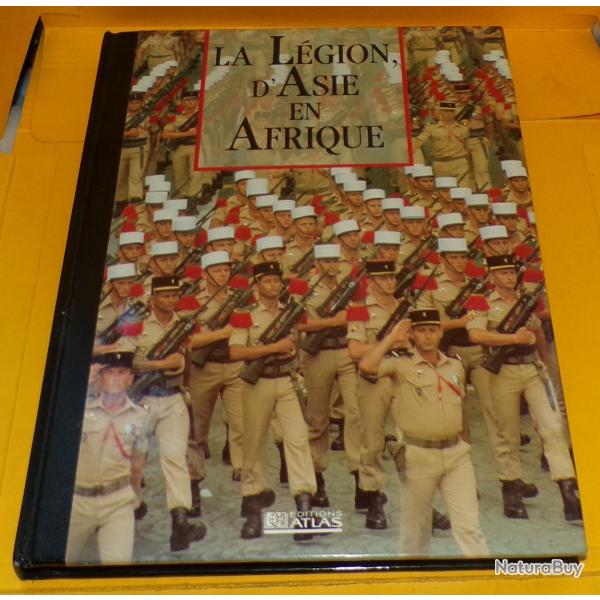 LA LÉGION,
D'ASIE
EN
AFRIQUE
EDITIONS
ATLAS
NaturaBuy